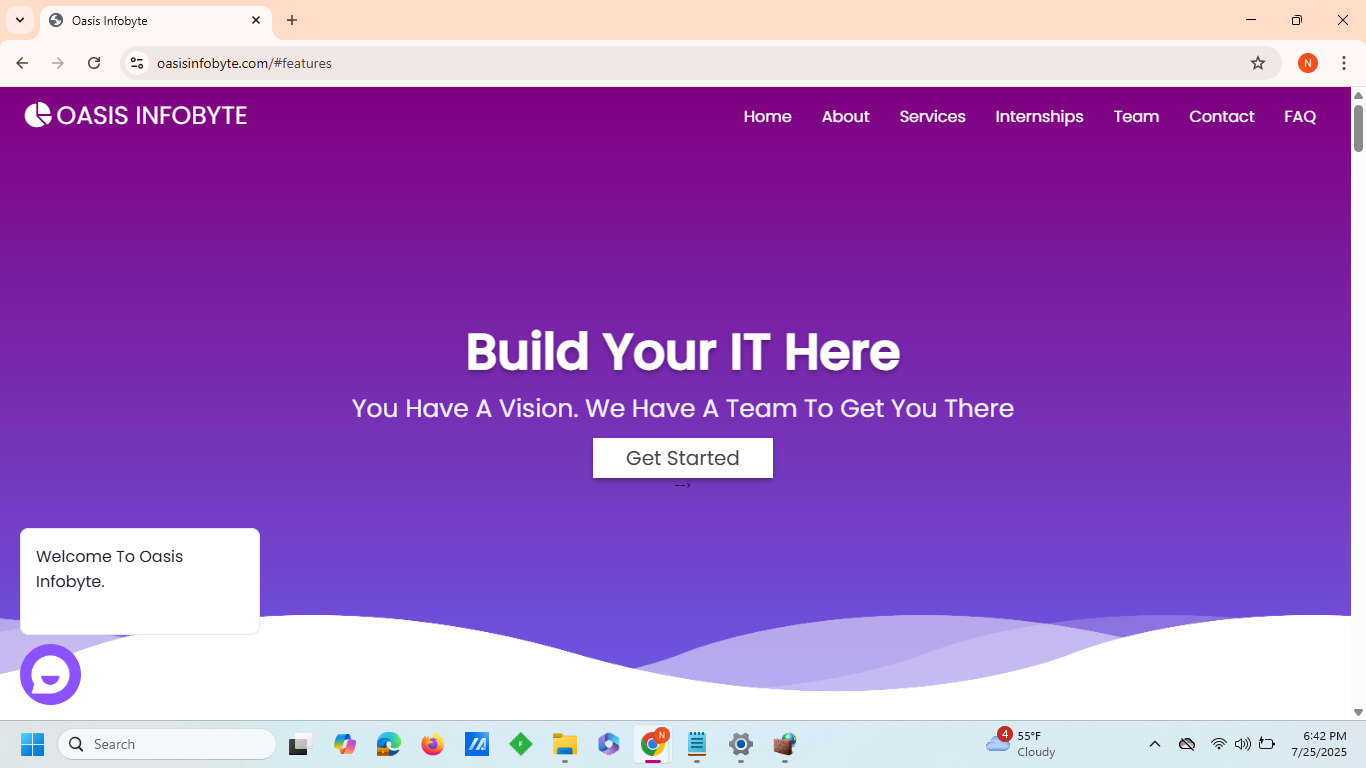 Oasis Infobyte
oasisinfobyte.com/#features
N
OASIS INFOBYTE
Home About Services Internships Team Contact FAQ
Build Your IT Here
You Have A Vision. We Have A Team To Get You There
Get Started
-->
Welcome To Oasis
Infobyte.
Search
N
4
55°F
Cloudy
6:42 PM
7/25/2025